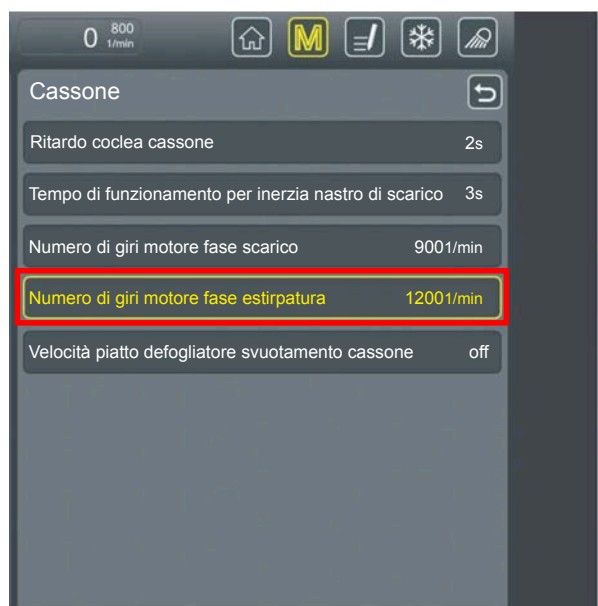 0 800 1/min M
Cassone
Ritardo coclea cassone 2s
Tempo di funzionamento per inerzia nastro di scarico 3s
Numero di giri motore fase scarico 9001/min
Numero di giri motore fase estirpatura 12001/min
Velocità piatto defogliatore svuotamento cassone off